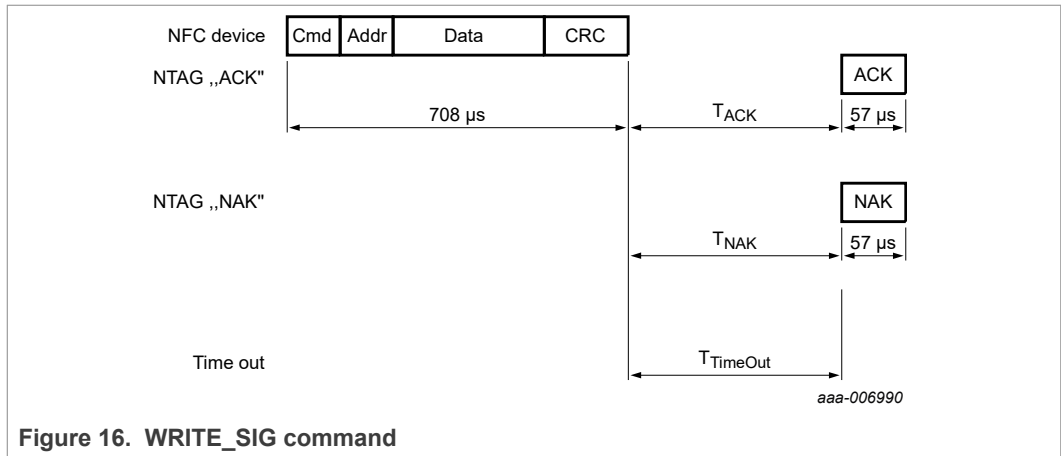 NFC device Cmd Addr Data CRC
NTAG ,,ACK" ACK
708 µs TACK 57 µs
NTAG ,,NAK" NAK
TNAK 57 µs
Time out TTimeOut
aaa-006990
Figure 16. WRITE_SIG command